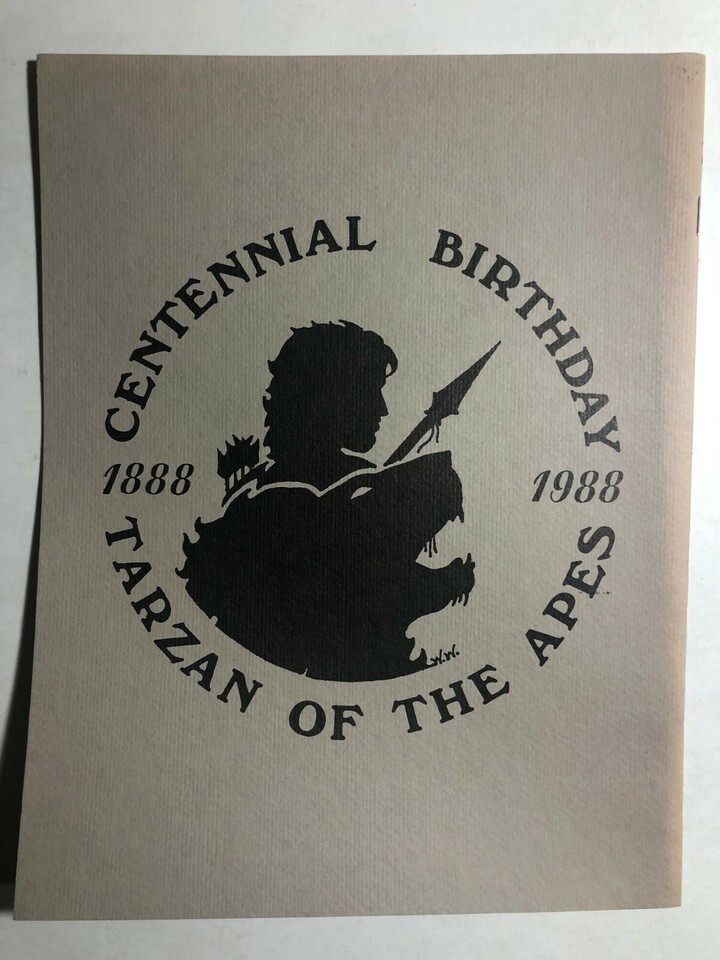 CENTENNIAL BIRTHDAY
1888 1988
TARZAN OF THE APES
W.W.